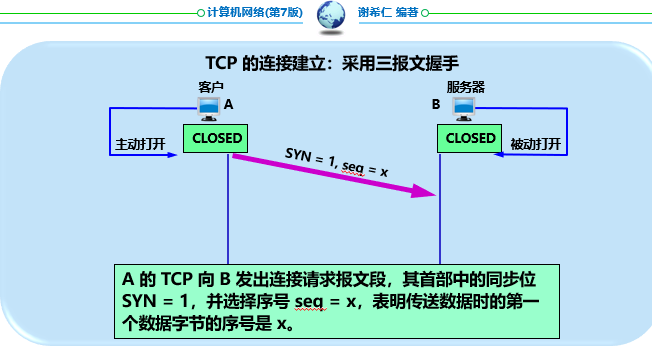 计算机网络(第7版) 谢希仁 编著
TCP 的连接建立：采用三报文握手
客户 服务器
A B
主动打开 CLOSED CLOSED 被动打开
SYN = 1, seq = x
A 的 TCP 向 B 发出连接请求报文段，其首部中的同步位
SYN = 1，并选择序号 seq = x，表明传送数据时的第一
个数据字节的序号是 x。